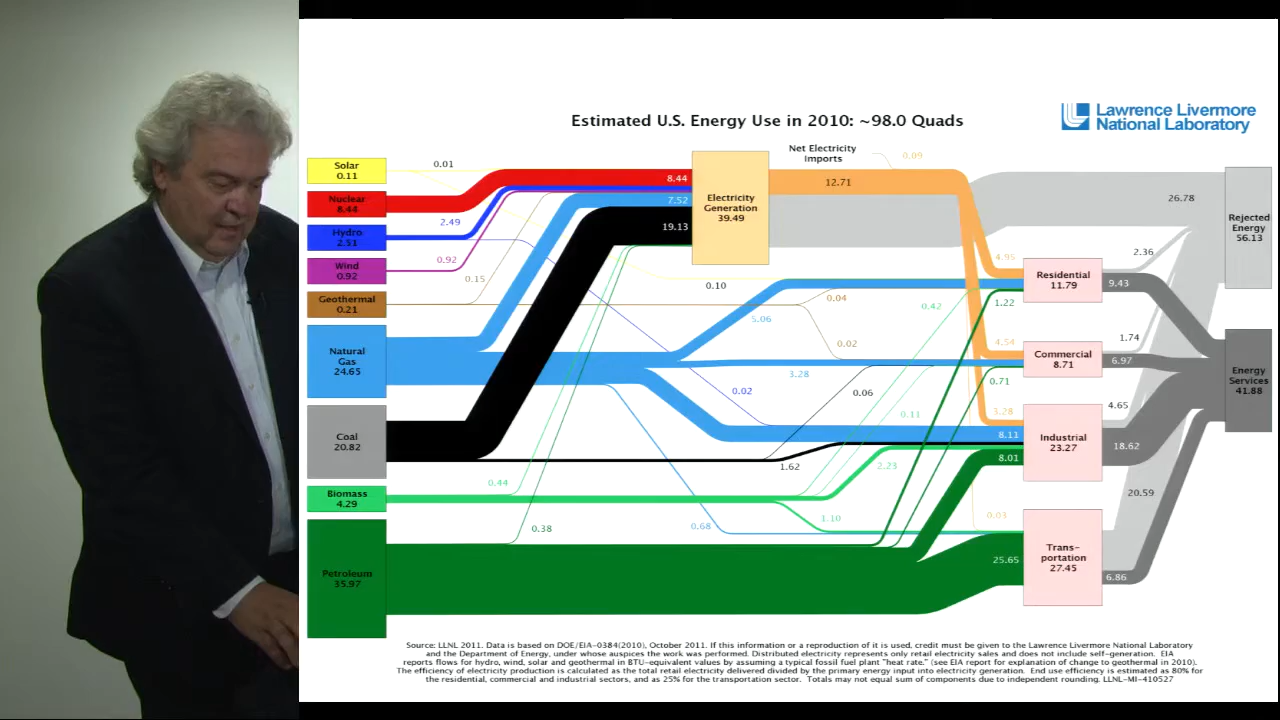 Lawrence Livermore
National Laboratory
Estimated U.S. Energy Use in 2010: ~98.0 Quads
Net Electricity
Imports
0.09
Solar
0.11
0.01
Nuclear
8.44
8.44
12.71
26.78
Electricity
Generation
39.49
7.52
19.13
Rejected
Energy
56.13
Hydro
2.51
2.49
Wind
0.92
0.92
4.95
2.36
Residential
11.79
9.43
0.15
0.10
Geothermal
0.21
0.04
0.42
1.22
5.06
Natural
Gas
24.65
0.02
4.54
1.74
Commercial
8.71
6.97
3.28
0.71
Energy
Services
41.88
0.02
0.06
Coal
20.82
0.11
3.28
4.65
8.11
Industrial
23.27
18.62
8.01
1.62
2.23
Biomass
4.29
0.44
20.59
1.10
0.03
0.38
0.68
Petroleum
35.97
25.65
Trans-
portation
27.45
6.86
Source: LLNL 2011. Data is based on DOE/EIA-0384(2010), October 2011. If this information or a reproduction of it is used, credit must be given to the Lawrence Livermore National Laboratory
and the Department of Energy, under whose auspices the work was performed. Distributed electricity represents only retail electricity sales and does not include self-generation. EIA
reports flows for hydro, wind, solar and geothermal in BTU-equivalent values by assuming a typical fossil fuel plant "heat rate." (see EIA report for explanation of change to geothermal in 2010).
The efficiency of electricity production is calculated as the total retail electricity delivered divided by the primary energy input into electricity generation. End use efficiency is estimated as 80% for
the residential, commercial and industrial sectors, and as 25% for the transportation sector. Totals may not equal sum of components due to independent rounding. LLNL-MI-410527